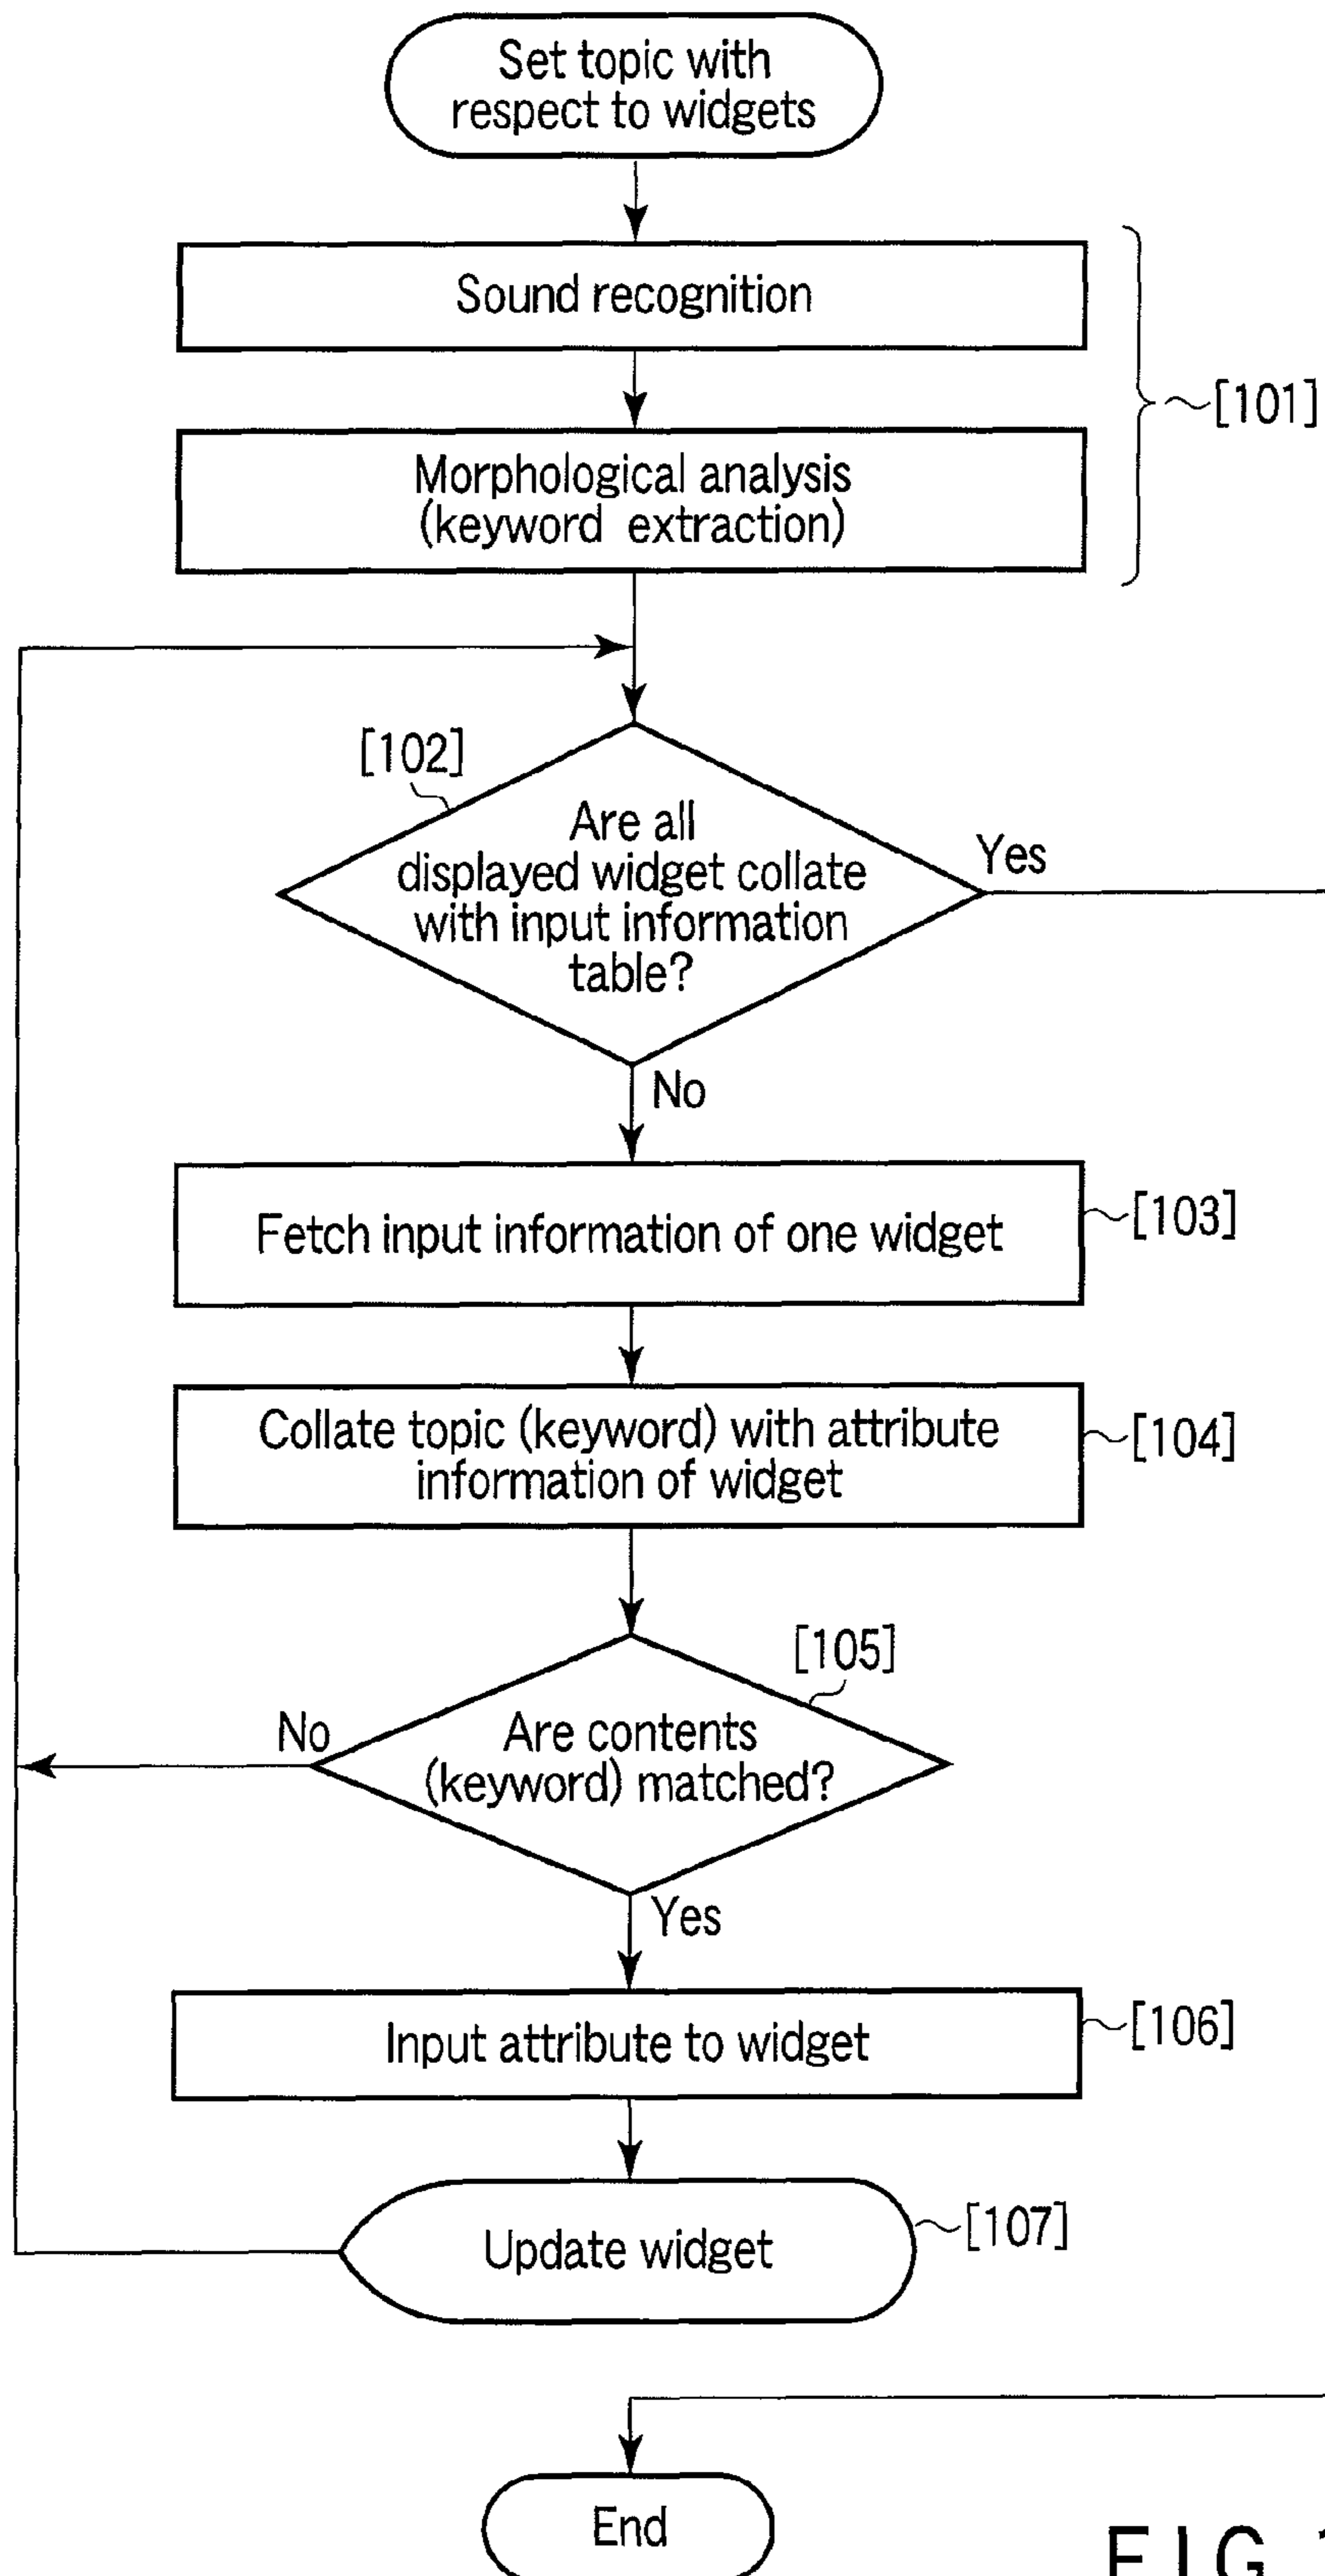 Set topic with
respect to widgets
Sound recognition
[101]
Morphological analysis
(keyword extraction)
[102]
Are all
displayed widget collate
with input information
table?
Yes
No
Fetch input information of one widget
[103]
Collate topic (keyword) with attribute
information of widget
[104]
[105]
Are contents
(keyword) matched?
No
Yes
Input attribute to widget
[106]
Update widget
[107]
End
FIG.